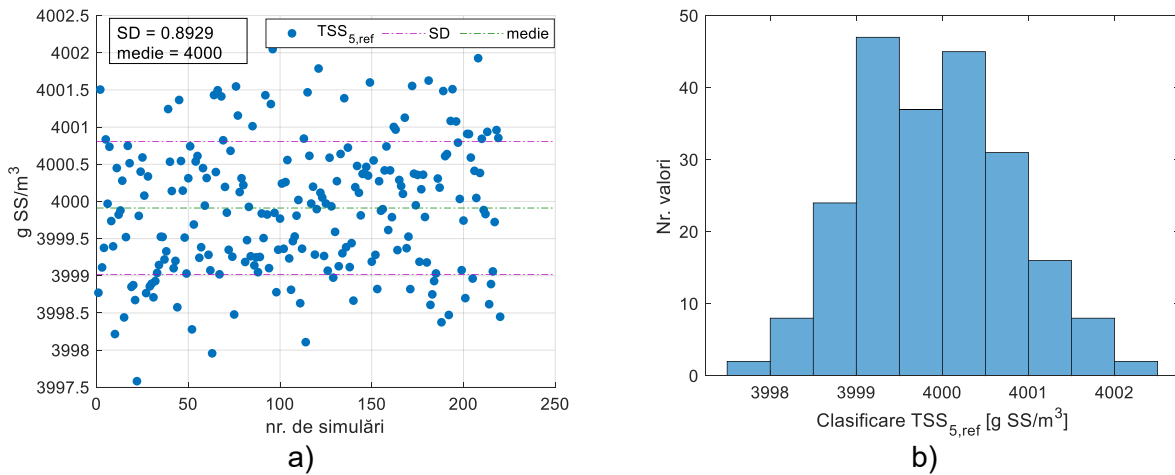 SD = 0.8929
medie = 4000
TSS5,ref SD medie
4002.5
4002
4001.5
4001
4000.5
4000
3999.5
3999
3998.5
3998
3997.5
g SS/m3
0 50 100 150 200 250
nr. de simulări
a)
50
40
30
20
10
0
Nr. valori
3998 3999 4000 4001 4002
Clasificare TSS5,ref [g SS/m3]
b)